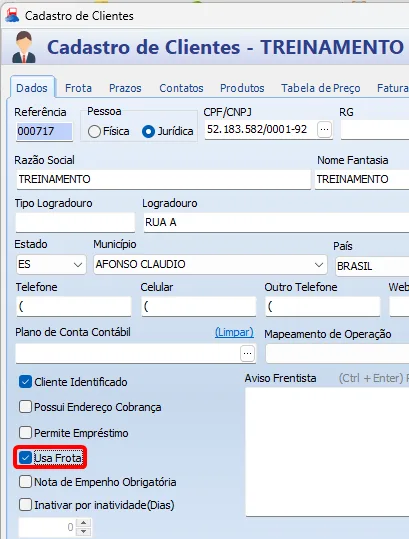 Cadastro de Clientes
Cadastro de Clientes - TREINAMENTO
Dados Frota Prazos Contatos Produtos Tabela de Preço Fatura
Referência Pessoa CPF/CNPJ RG
000717 Física Jurídica 52.183.582/0001-92 ...
Razão Social Nome Fantasia
TREINAMENTO TREINAMENTO
Tipo Logradouro Logradouro
RUA A
Estado Município País
ES AFONSO CLAUDIO BRASIL
Telefone Celular Outro Telefone Web
( ( (
Plano de Conta Contábil (Limpar) Mapeamento de Operação
...
Cliente Identificado Aviso Frentista (Ctrl + Enter)
Possui Endereço Cobrança
Permite Empréstimo
Usa Frota
Nota de Empenho Obrigatória
Inativar por inatividade(Dias)
0